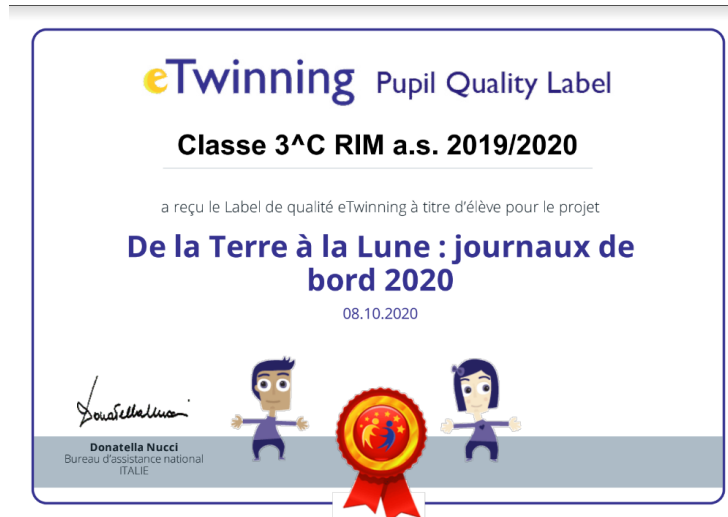 eTwinning Pupil Quality Label
Classe 3^C RIM a.s. 2019/2020
a reçu le Label de qualité eTwinning à titre d'élève pour le projet
De la Terre à la Lune : journaux de
bord 2020
08.10.2020
Donatella Nucci
Donatella Nucci
Bureau d'assistance national
ITALIE